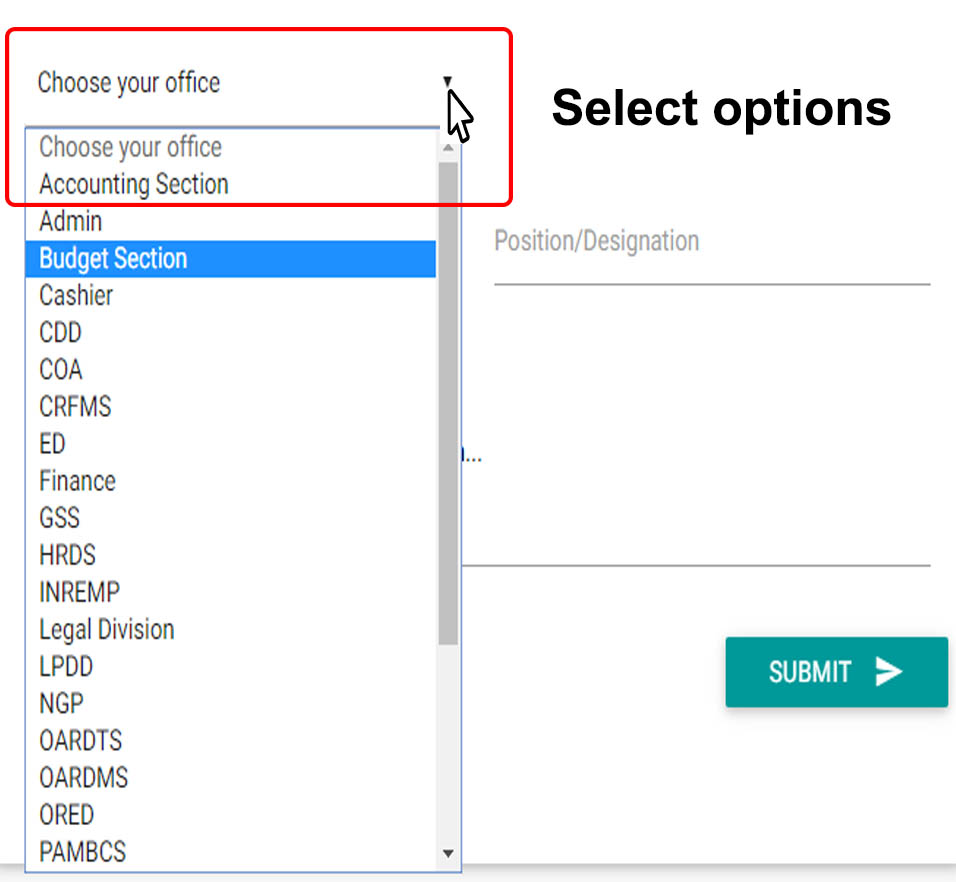 Choose your office
Select options
Choose your office
Accounting Section
Admin
Position/Designation
Budget Section
Cashier
CDD
COA
CRFMS
ED
...
Finance
GSS
HRDS
INREMP
Legal Division
LPDD
SUBMIT
NGP
OARDTS
OARDMS
ORED
PAMBCS